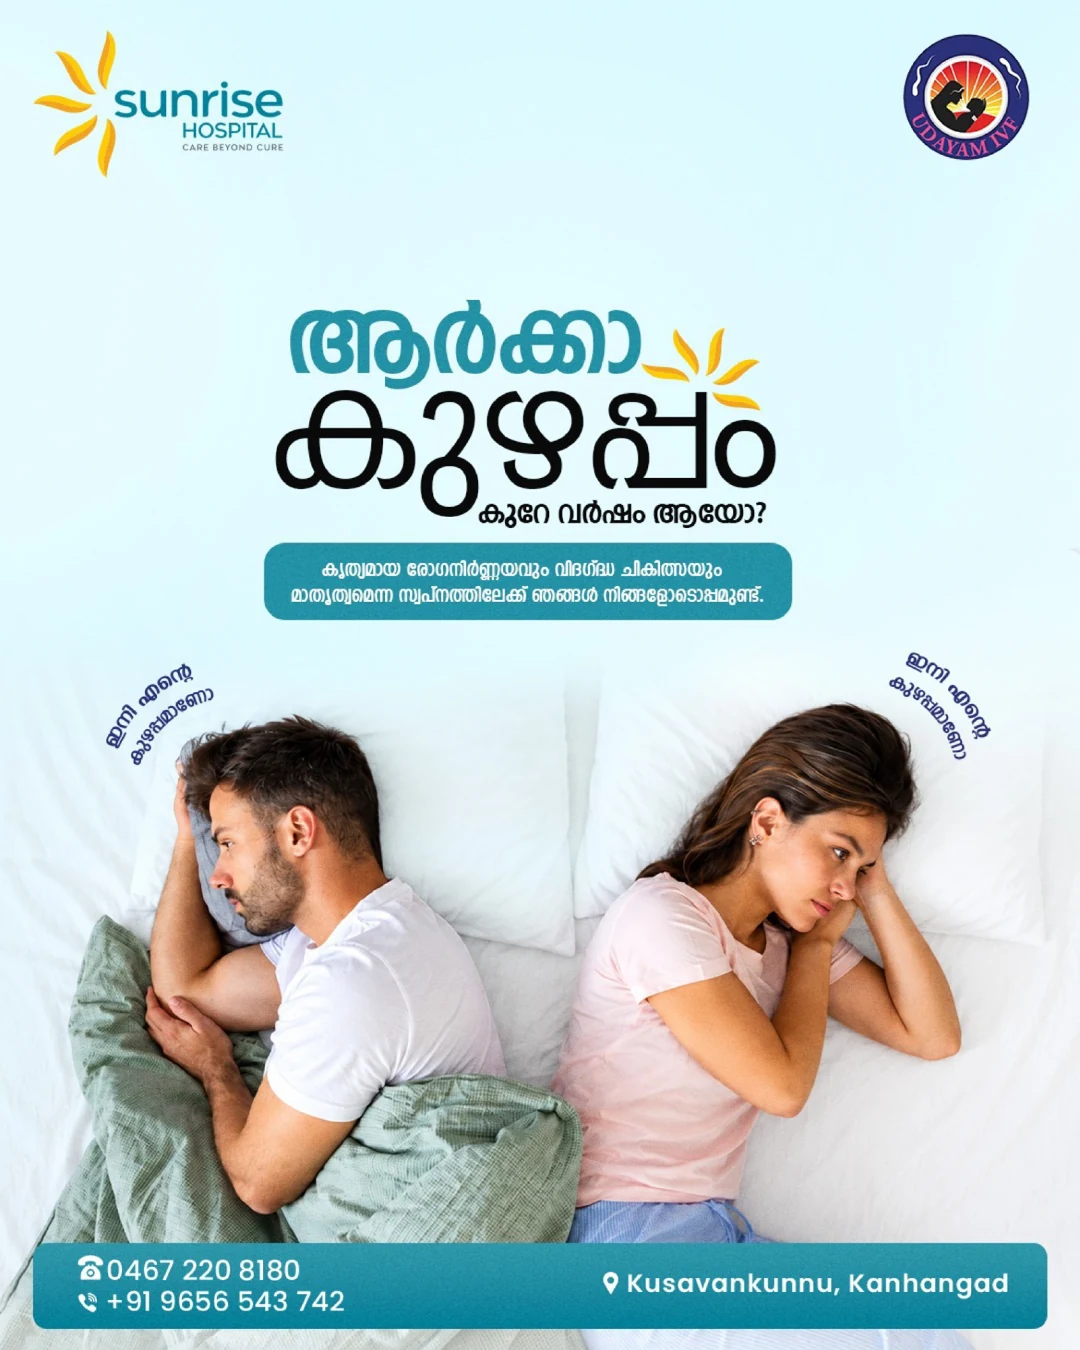 sunrise
HOSPITAL
CARE BEYOND CURE
UDAYAM IVF
ആർക്കാ
കുഴപ്പം
കുറേ വർഷം ആയോ?
കൃത്യമായ രോഗനിർണ്ണയവും വിദഗ്ദ്ധ ചികിത്സയും
മാതൃത്വമെന്ന സ്വപ്നത്തിലേക്ക് ഞങ്ങൾ നിങ്ങളോടൊപ്പമുണ്ട്.
ഇനി എന്റെ
കുഴപ്പമാണോ
ഇനി എന്റെ
കുഴപ്പമാണോ
0467 220 8180
+91 9656 543 742
Kusavankunnu, Kanhangad